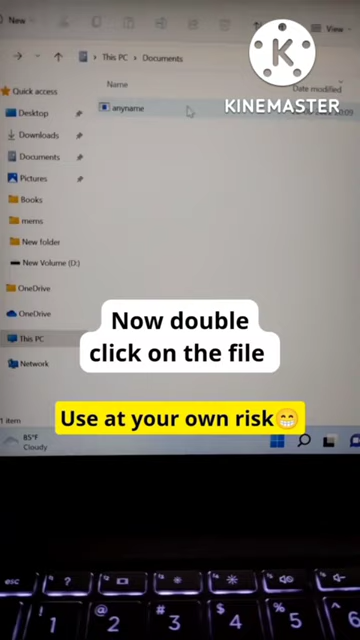 New
View
This PC
Documents
KINEMASTER
Name
Date modified
Quick access
anyname
Desktop
Downloads
Documents
Pictures
Books
mems
New folder
New Volume (D:)
OneDrive
OneDrive
This PC
Network
Now double
click on the file
Use at your own risk😁
1 item
85°F
Cloudy
esc
?
!
1
@
2
#
3
$
4
%
5
^